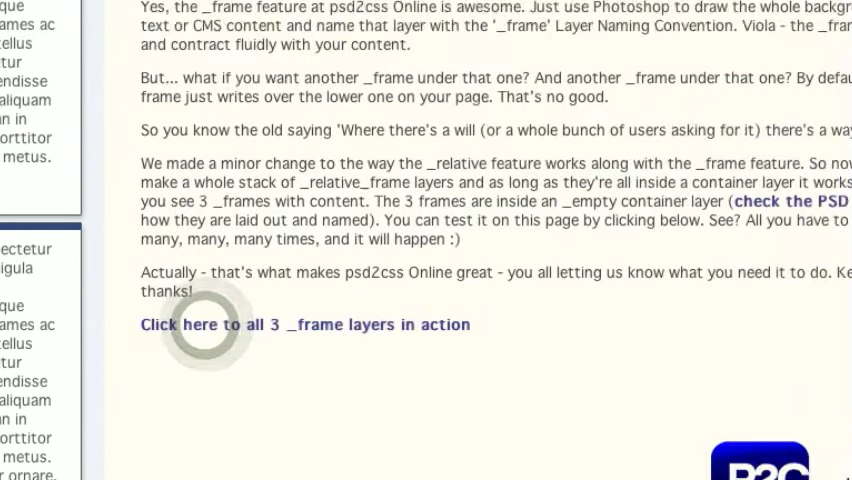 que
ames ac
ellus
tur
endisse
aliquam
n in
orttitor
metus.
ectetur
igula
que
ames ac
ellus
tur
endisse
aliquam
n in
orttitor
metus.
r ornare.
Yes, the _frame feature at psd2css Online is awesome. Just use Photoshop to draw the whole backgr
text or CMS content and name that layer with the '_frame' Layer Naming Convention. Viola - the _fra
and contract fluidly with your content.
But... what if you want another _frame under that one? And another _frame under that one? By defau
frame just writes over the lower one on your page. That's no good.
So you know the old saying 'Where there's a will (or a whole bunch of users asking for it) there's a way
We made a minor change to the way the _relative feature works along with the _frame feature. So now
make a whole stack of _relative_frame layers and as long as they're all inside a container layer it works
you see 3 _frames with content. The 3 frames are inside an _empty container layer (check the PSD
how they are laid out and named). You can test it on this page by clicking below. See? All you have to
many, many, many times, and it will happen :)
Actually - that's what makes psd2css Online great - you all letting us know what you need it to do. Ke
thanks!
Click here to all 3 _frame layers in action
P2C